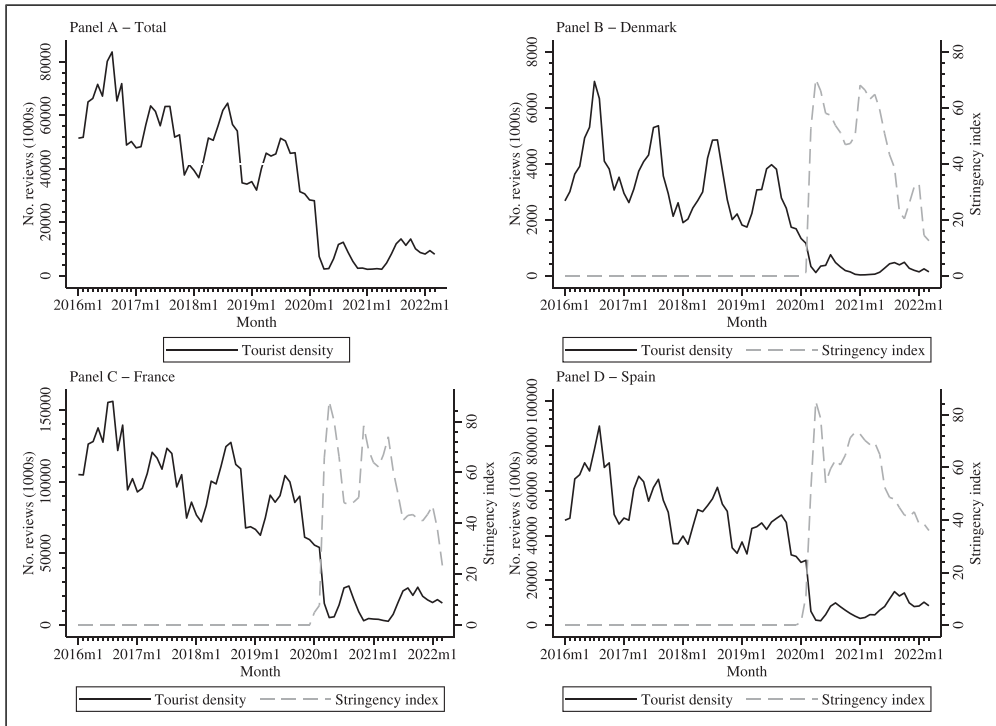 Panel A – Total
No. reviews (1000s)
80000
60000
40000
20000
0
2016m1 2017m1 2018m1 2019m1 2020m1 2021m1 2022m1
Month
Tourist density
Panel B – Denmark
No. reviews (1000s)
8000
6000
4000
2000
0
80
60
40
20
0
Stringency index
2016m1 2017m1 2018m1 2019m1 2020m1 2021m1 2022m1
Month
Tourist density Stringency index
Panel C – France
No. reviews (1000s)
150000
100000
50000
0
80
60
40
20
0
Stringency index
2016m1 2017m1 2018m1 2019m1 2020m1 2021m1 2022m1
Month
Tourist density Stringency index
Panel D – Spain
No. reviews (1000s)
100000
80000
60000
40000
20000
0
80
60
40
20
0
Stringency index
2016m1 2017m1 2018m1 2019m1 2020m1 2021m1 2022m1
Month
Tourist density Stringency index